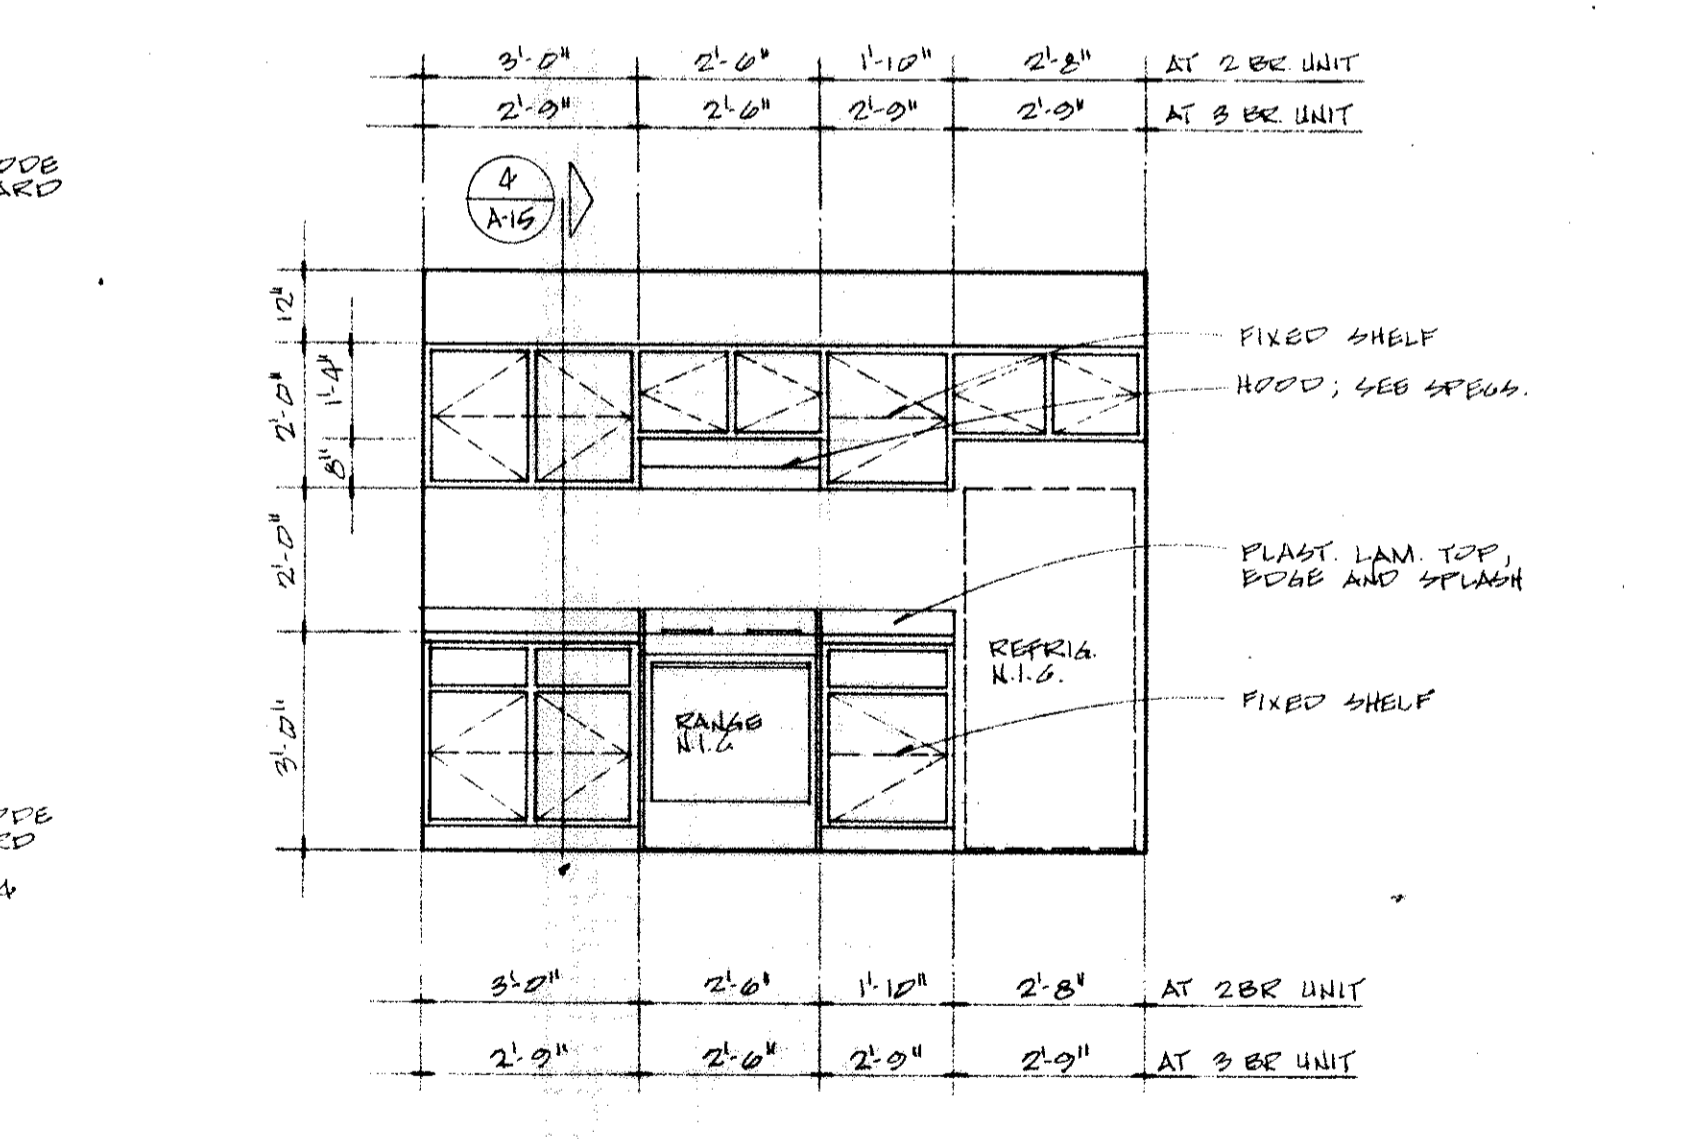 3'-0" 2'-6" 1'-10" 2'-8" AT 2 BR. UNIT
2'-9" 2'-6" 2'-9" 2'-9" AT 3 BR. UNIT
4
A-15
12"
2'-0"
1'-4"
8"
2'-0"
3'-0"
FIXED SHELF
HOOD; SEE SPECS.
PLAST. LAM. TOP,
EDGE AND SPLASH
REFRIG.
N.I.C.
RANGE
N.I.C
FIXED SHELF
4
3'-0" 2'-6" 1'-10" 2'-8" AT 2BR UNIT
2'-9" 2'-6" 2'-9" 2'-9" AT 3 BR UNIT